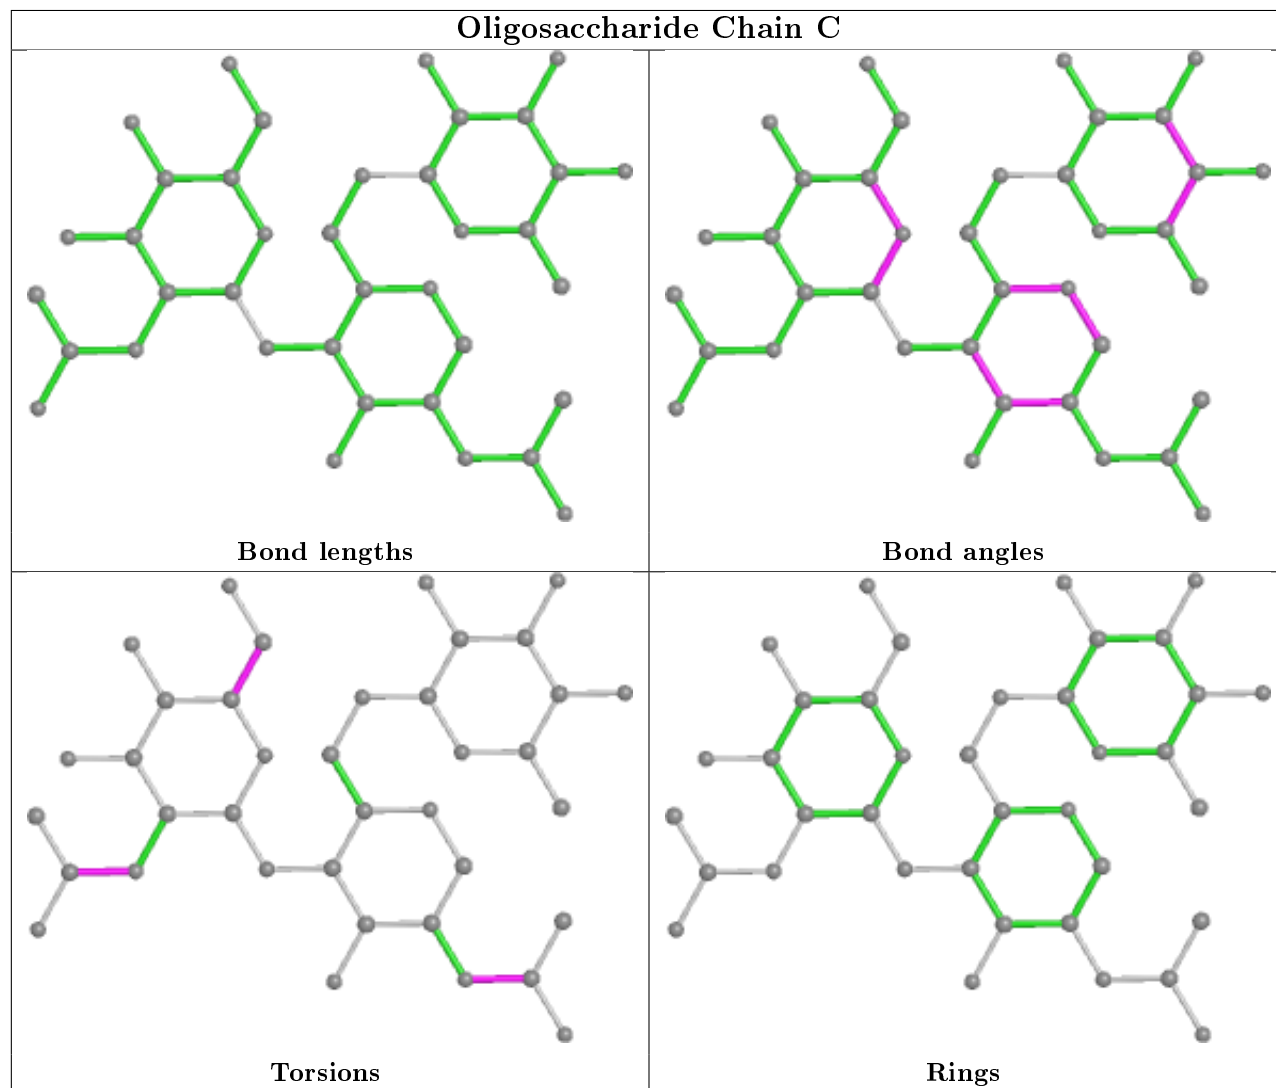 Oligosaccharide Chain C
Bond lengths
Bond angles
Torsions
Rings